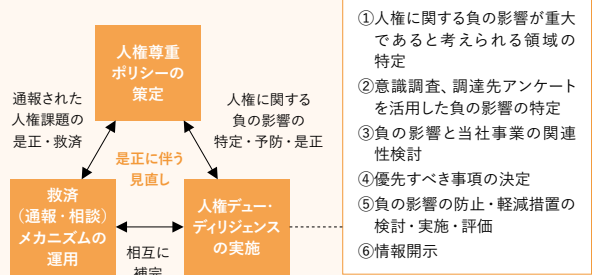 人権尊重
ポリシーの
策定
通報された
人権課題の
是正・救済
人権に関する
負の影響の
特定・予防・是正
是正に伴う
見直し
救済
（通報・相談）
メカニズムの
運用
人権デュー・
ディリジェンス
の実施
相互に
補完
①人権に関する負の影響が重大
であると考えられる領域の
特定
②意識調査、調達先アンケート
を活用した負の影響の特定
③負の影響と当社事業の関連
性検討
④優先すべき事項の決定
⑤負の影響の防止・軽減措置の
検討・実施・評価
⑥情報開示